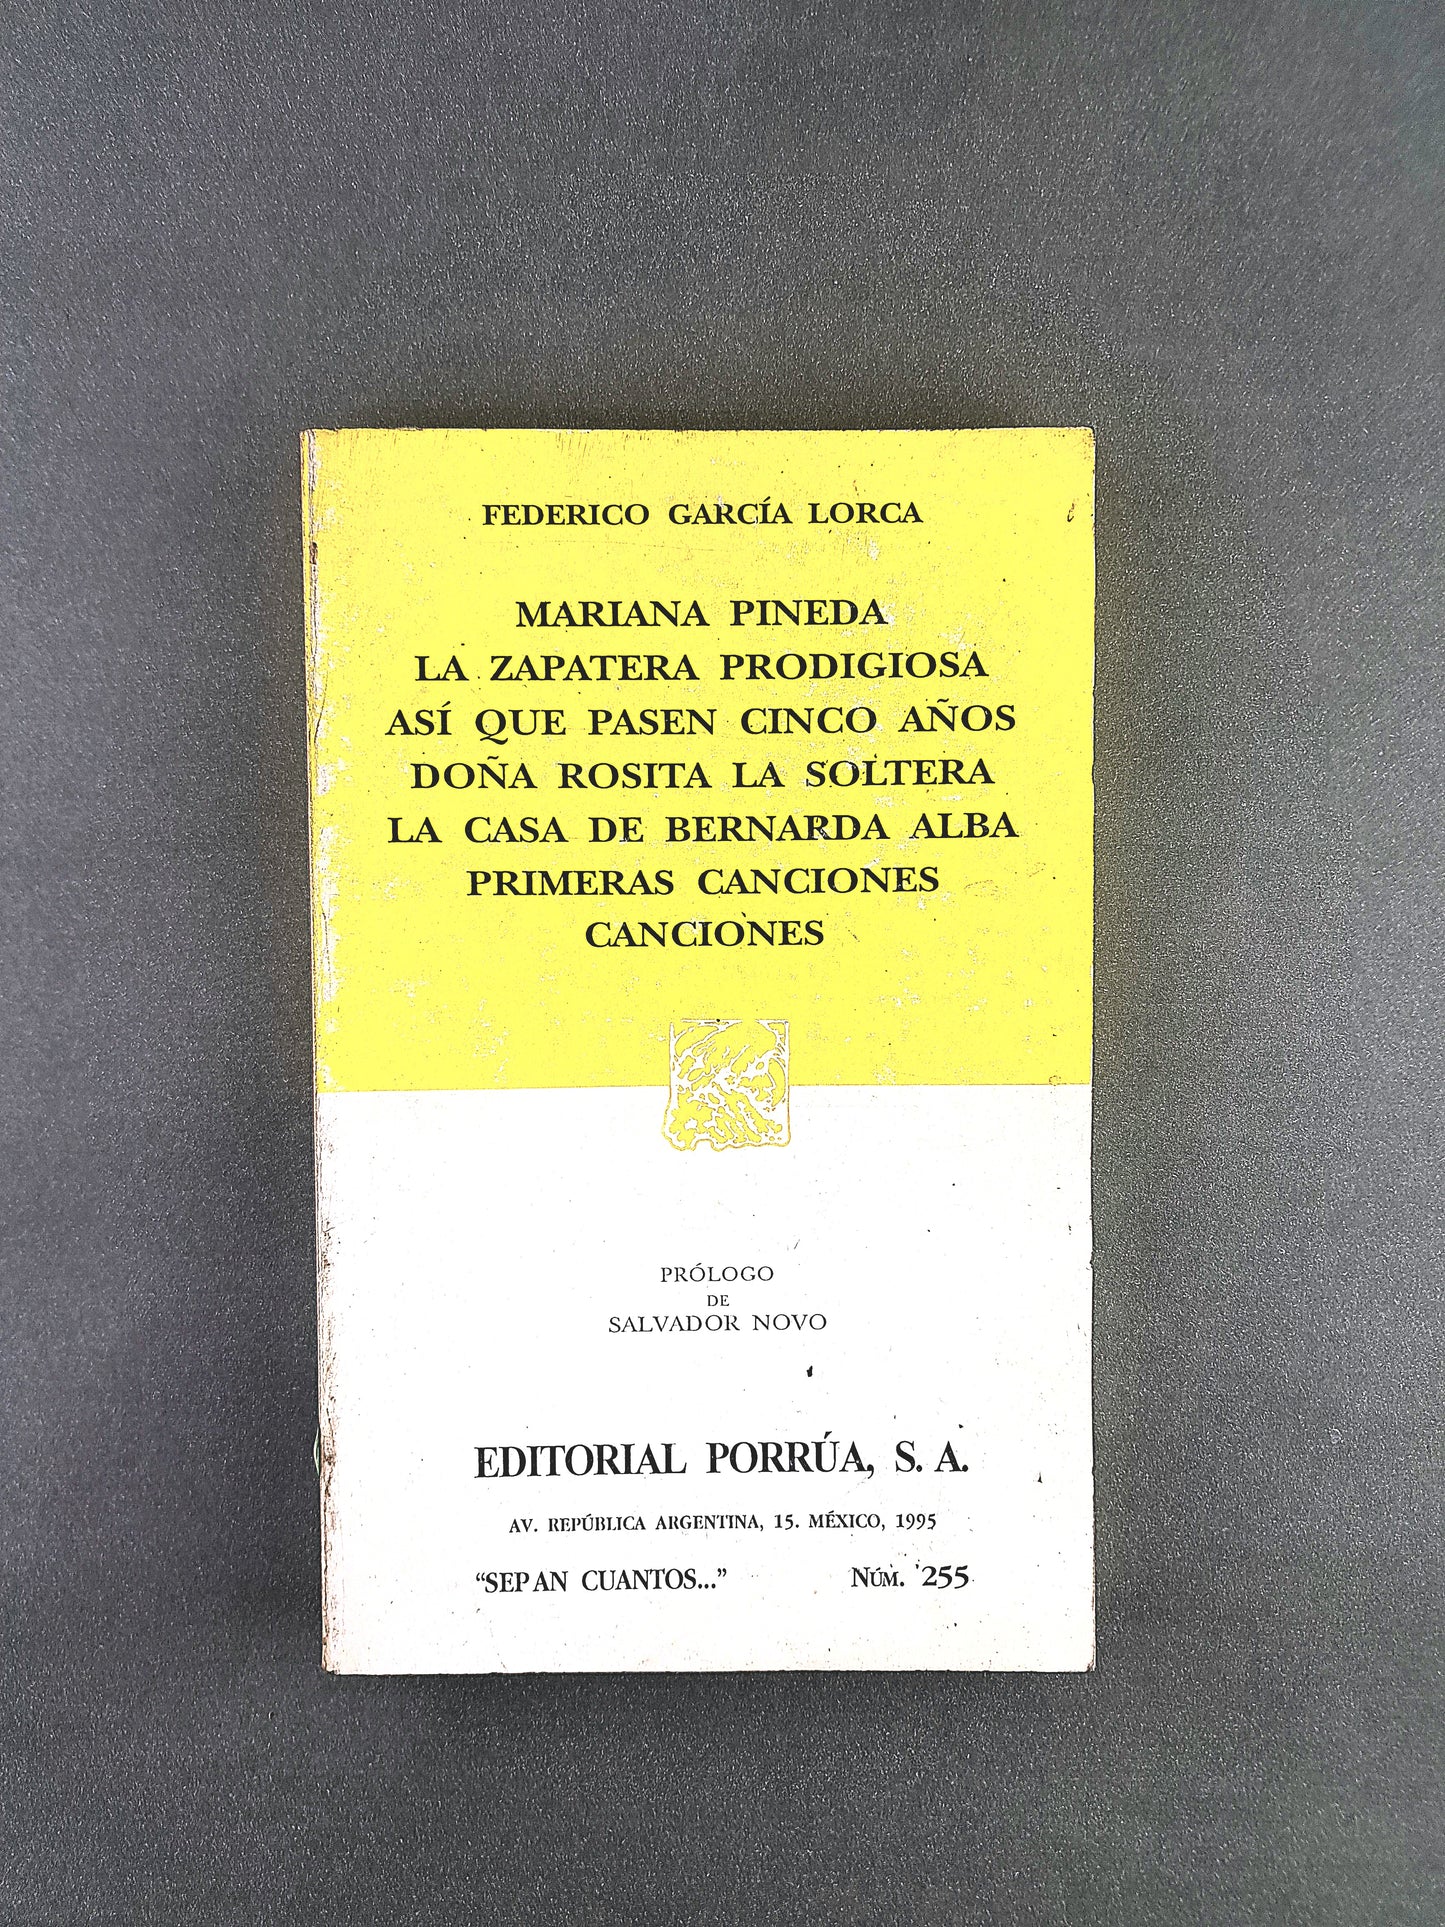 FEDERICO GARCÍA LORCA
MARIANA PINEDA
LA ZAPATERA PRODIGIOSA
ASÍ QUE PASEN CINCO AÑOS
DOÑA ROSITA LA SOLTERA
LA CASA DE BERNARDA ALBA
PRIMERAS CANCIONES
CANCIONES
PRÓLOGO
DE
SALVADOR NOVO
EDITORIAL PORRÚA, S. A.
AV. REPÚBLICA ARGENTINA, 15. MÉXICO, 1995
“SEPAN CUANTOS...” NÚM. 255